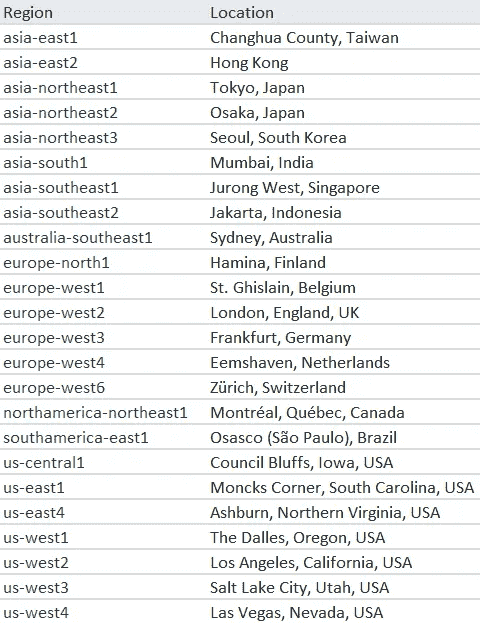 Region Location
asia-east1 Changhua County, Taiwan
asia-east2 Hong Kong
asia-northeast1 Tokyo, Japan
asia-northeast2 Osaka, Japan
asia-northeast3 Seoul, South Korea
asia-south1 Mumbai, India
asia-southeast1 Jurong West, Singapore
asia-southeast2 Jakarta, Indonesia
australia-southeast1 Sydney, Australia
europe-north1 Hamina, Finland
europe-west1 St. Ghislain, Belgium
europe-west2 London, England, UK
europe-west3 Frankfurt, Germany
europe-west4 Eemshaven, Netherlands
europe-west6 Zürich, Switzerland
northamerica-northeast1 Montréal, Québec, Canada
southamerica-east1 Osasco (São Paulo), Brazil
us-central1 Council Bluffs, Iowa, USA
us-east1 Moncks Corner, South Carolina, USA
us-east4 Ashburn, Northern Virginia, USA
us-west1 The Dalles, Oregon, USA
us-west2 Los Angeles, California, USA
us-west3 Salt Lake City, Utah, USA
us-west4 Las Vegas, Nevada, USA